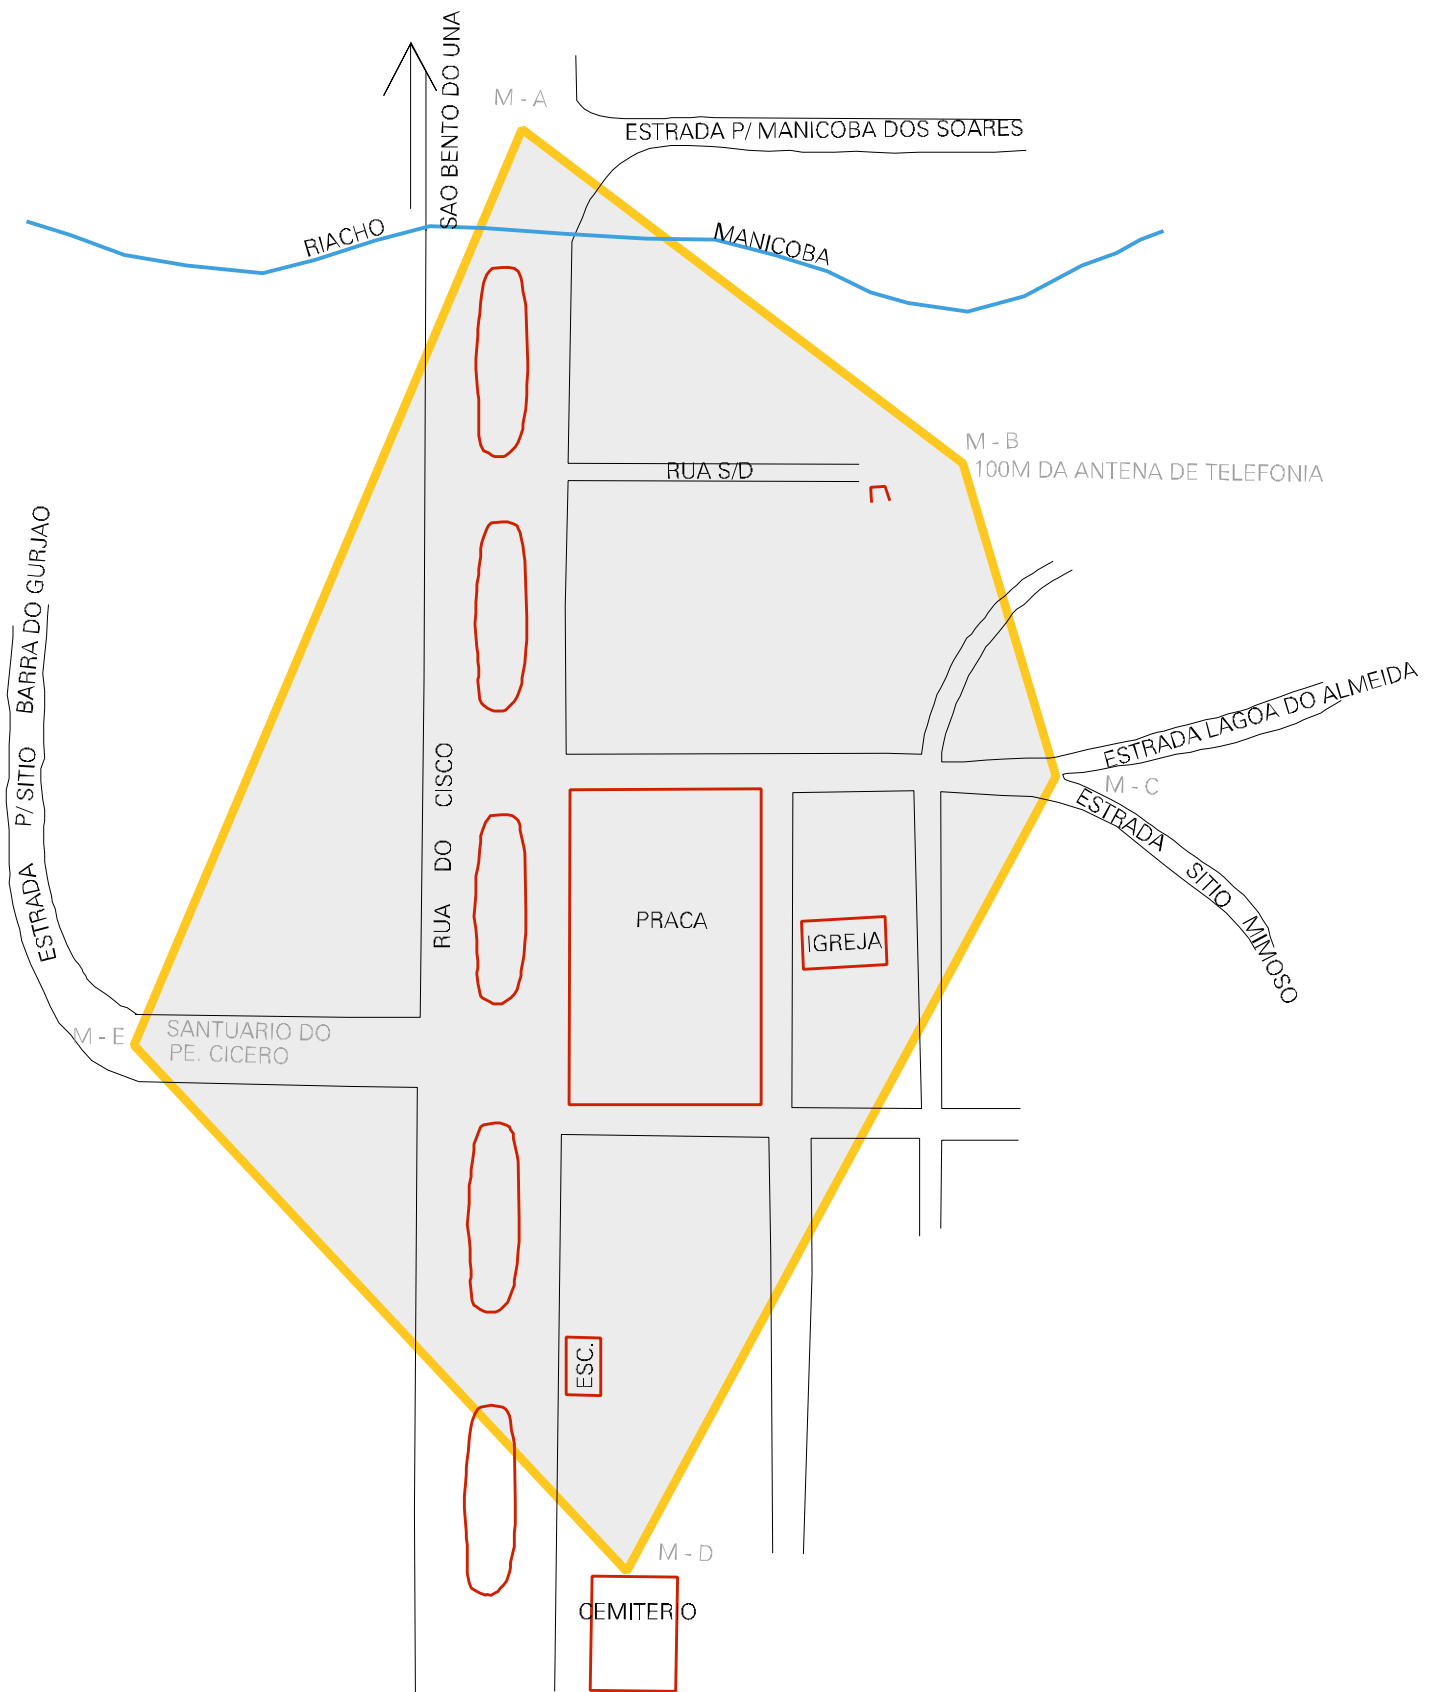 SAO BENTO DO UNA
M - A
ESTRADA P/ MANICOBA DOS SOARES
RIACHO
MANICOBA
M - B
100M DA ANTENA DE TELEFONIA
RUA S/D
ESTRADA P/ SITIO BARRA DO GURJAO
ESTRADA LAGOA DO ALMEIDA
M - C
ESTRADA SITIO MIMOSO
RUA DO CISCO
PRACA
IGREJA
M - E
SANTUARIO DO
PE. CICERO
ESC.
M - D
CEMITERIO